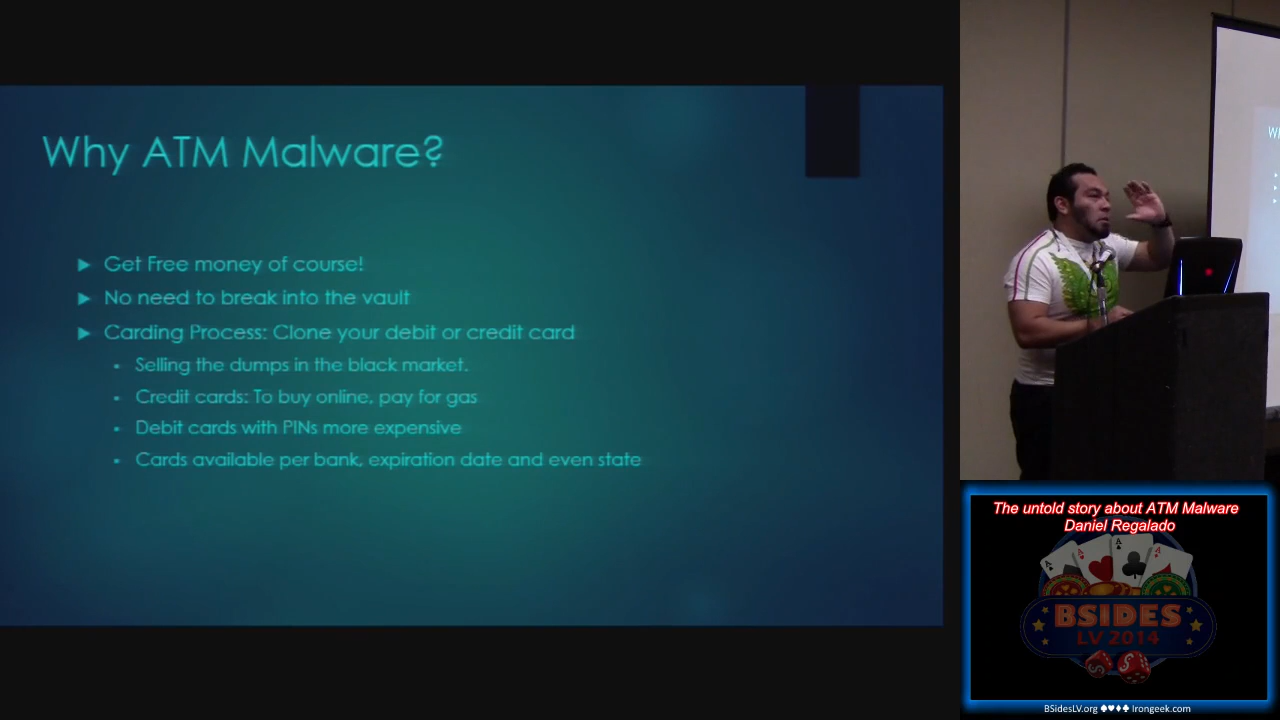 Why ATM Malware?
Get Free money of course!
No need to break into the vault
Carding Process: Clone your debit or credit card
Selling the dumps in the black market.
Credit cards: To buy online, pay for gas
Debit cards with PINs more expensive
Cards available per bank, expiration date and even state
The untold story about ATM Malware
Daniel Regalado
BSIDES
LV 2014
BSidesLV.org ♠♥♦♣ Irongeek.com